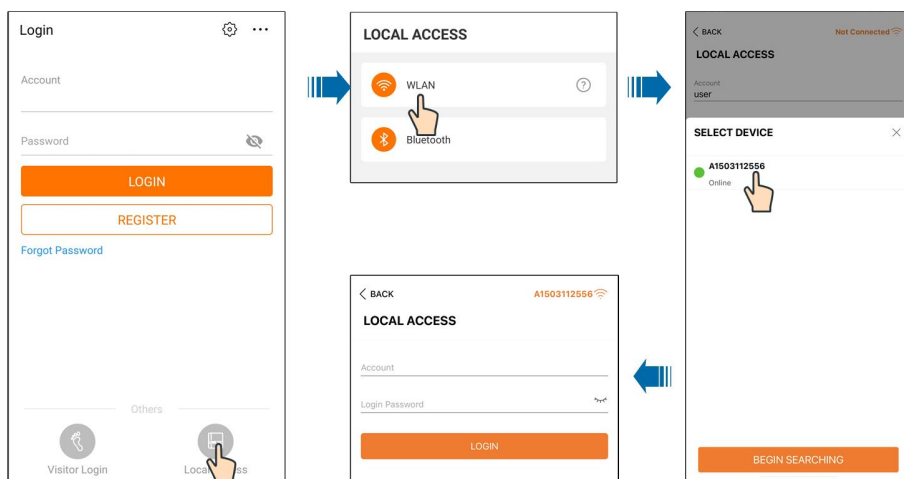 Login
Account
Password
LOGIN
REGISTER
Forgot Password
Others
Visitor Login
LOCAL ACCESS
WLAN
?
Bluetooth
BACK
Not Connected
LOCAL ACCESS
Account
user
SELECT DEVICE
A1503112556
Online
BEGIN SEARCHING
BACK
A1503112556
LOCAL ACCESS
Account
Login Password
LOGIN